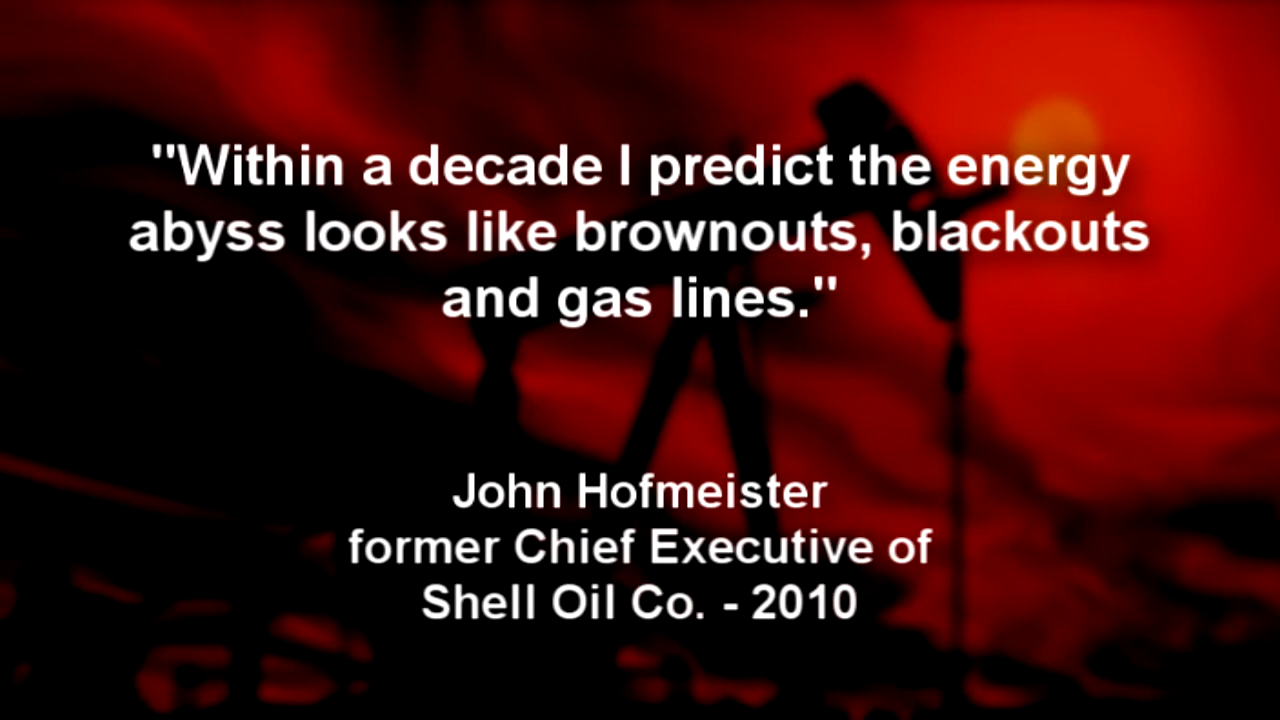 "Within a decade I predict the energy
abyss looks like brownouts, blackouts
and gas lines."
John Hofmeister
former Chief Executive of
Shell Oil Co. - 2010